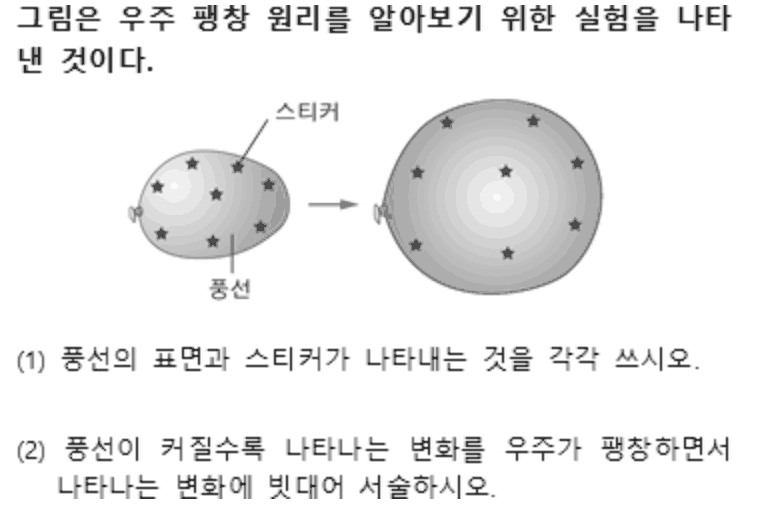 그림은 우주 팽창 원리를 알아보기 위한 실험을 나타
낸 것이다.
스티커
풍선
(1) 풍선의 표면과 스티커가 나타내는 것을 각각 쓰시오.
(2) 풍선이 커질수록 나타나는 변화를 우주가 팽창하면서
나타나는 변화에 빗대어 서술하시오.